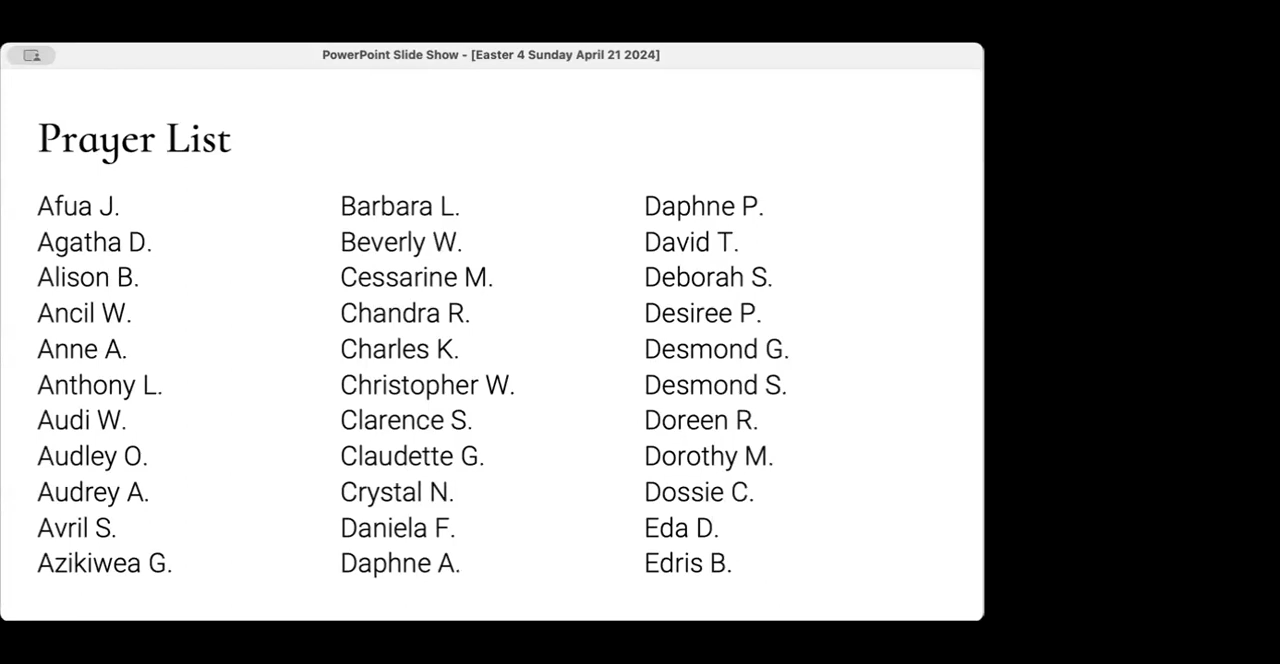 PowerPoint Slide Show - [Easter 4 Sunday April 21 2024]
Prayer List
Afua J.
Agatha D.
Alison B.
Ancil W.
Anne A.
Anthony L.
Audi W.
Audley O.
Audrey A.
Avril S.
Azikiwea G.
Barbara L.
Beverly W.
Cessarine M.
Chandra R.
Charles K.
Christopher W.
Clarence S.
Claudette G.
Crystal N.
Daniela F.
Daphne A.
Daphne P.
David T.
Deborah S.
Desiree P.
Desmond G.
Desmond S.
Doreen R.
Dorothy M.
Dossie C.
Eda D.
Edris B.